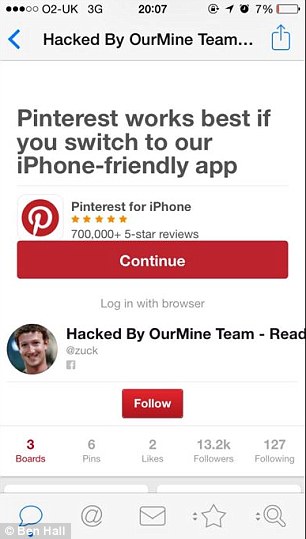 O2-UK 3G 20:07 7%
Hacked By OurMine Team...
Pinterest works best if
you switch to our
iPhone-friendly app
Pinterest for iPhone
700,000+ 5-star reviews
Continue
Log in with browser
Hacked By OurMine Team - Read
@zuck
Follow
3 6 2 13.2k 127
Boards Pins Likes Followers Following
© Ben Hall